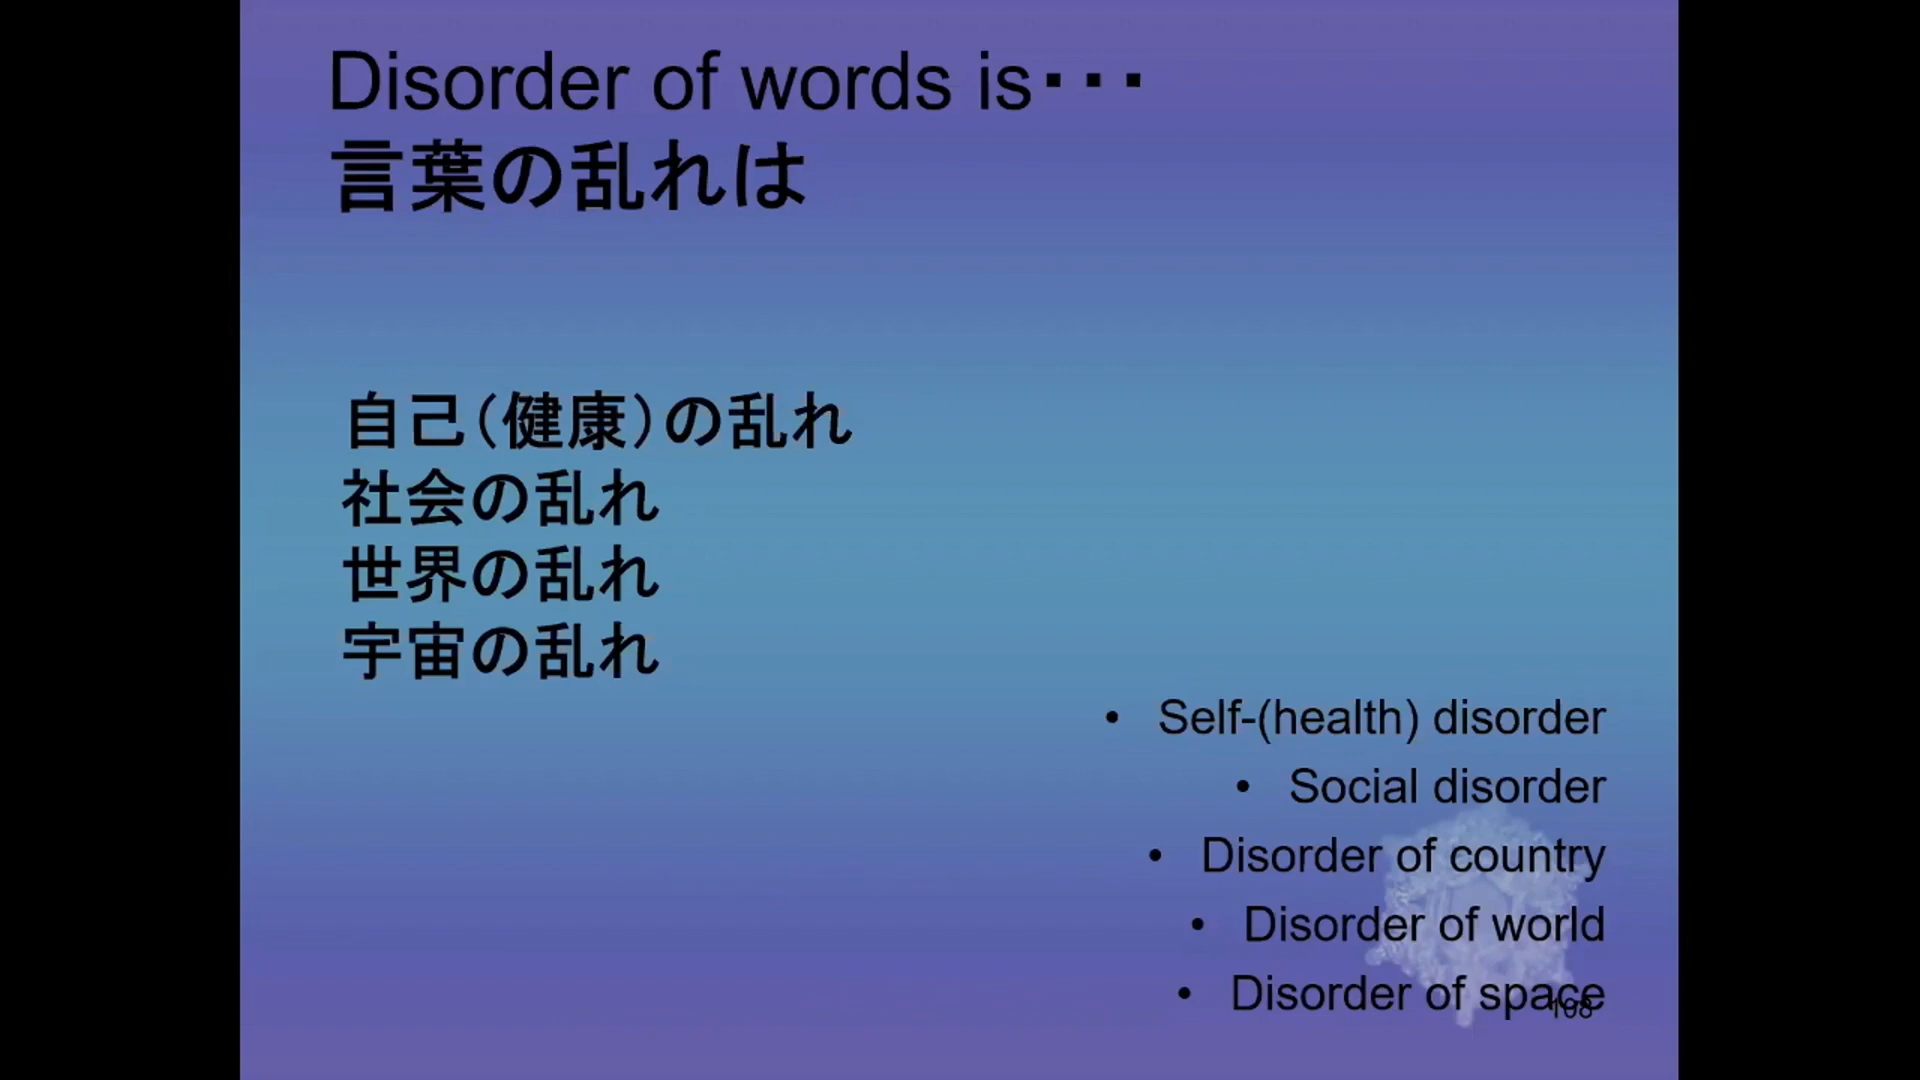 Disorder of words is・・・
言葉の乱れは
自己（健康）の乱れ
社会の乱れ
世界の乱れ
宇宙の乱れ
• Self-(health) disorder
• Social disorder
• Disorder of country
• Disorder of world
• Disorder of space
108